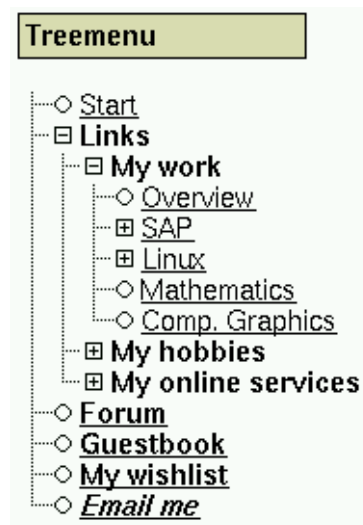 Treemenu
Start
Links
My work
Overview
SAP
Linux
Mathematics
Comp. Graphics
My hobbies
My online services
Forum
Guestbook
My wishlist
Email me